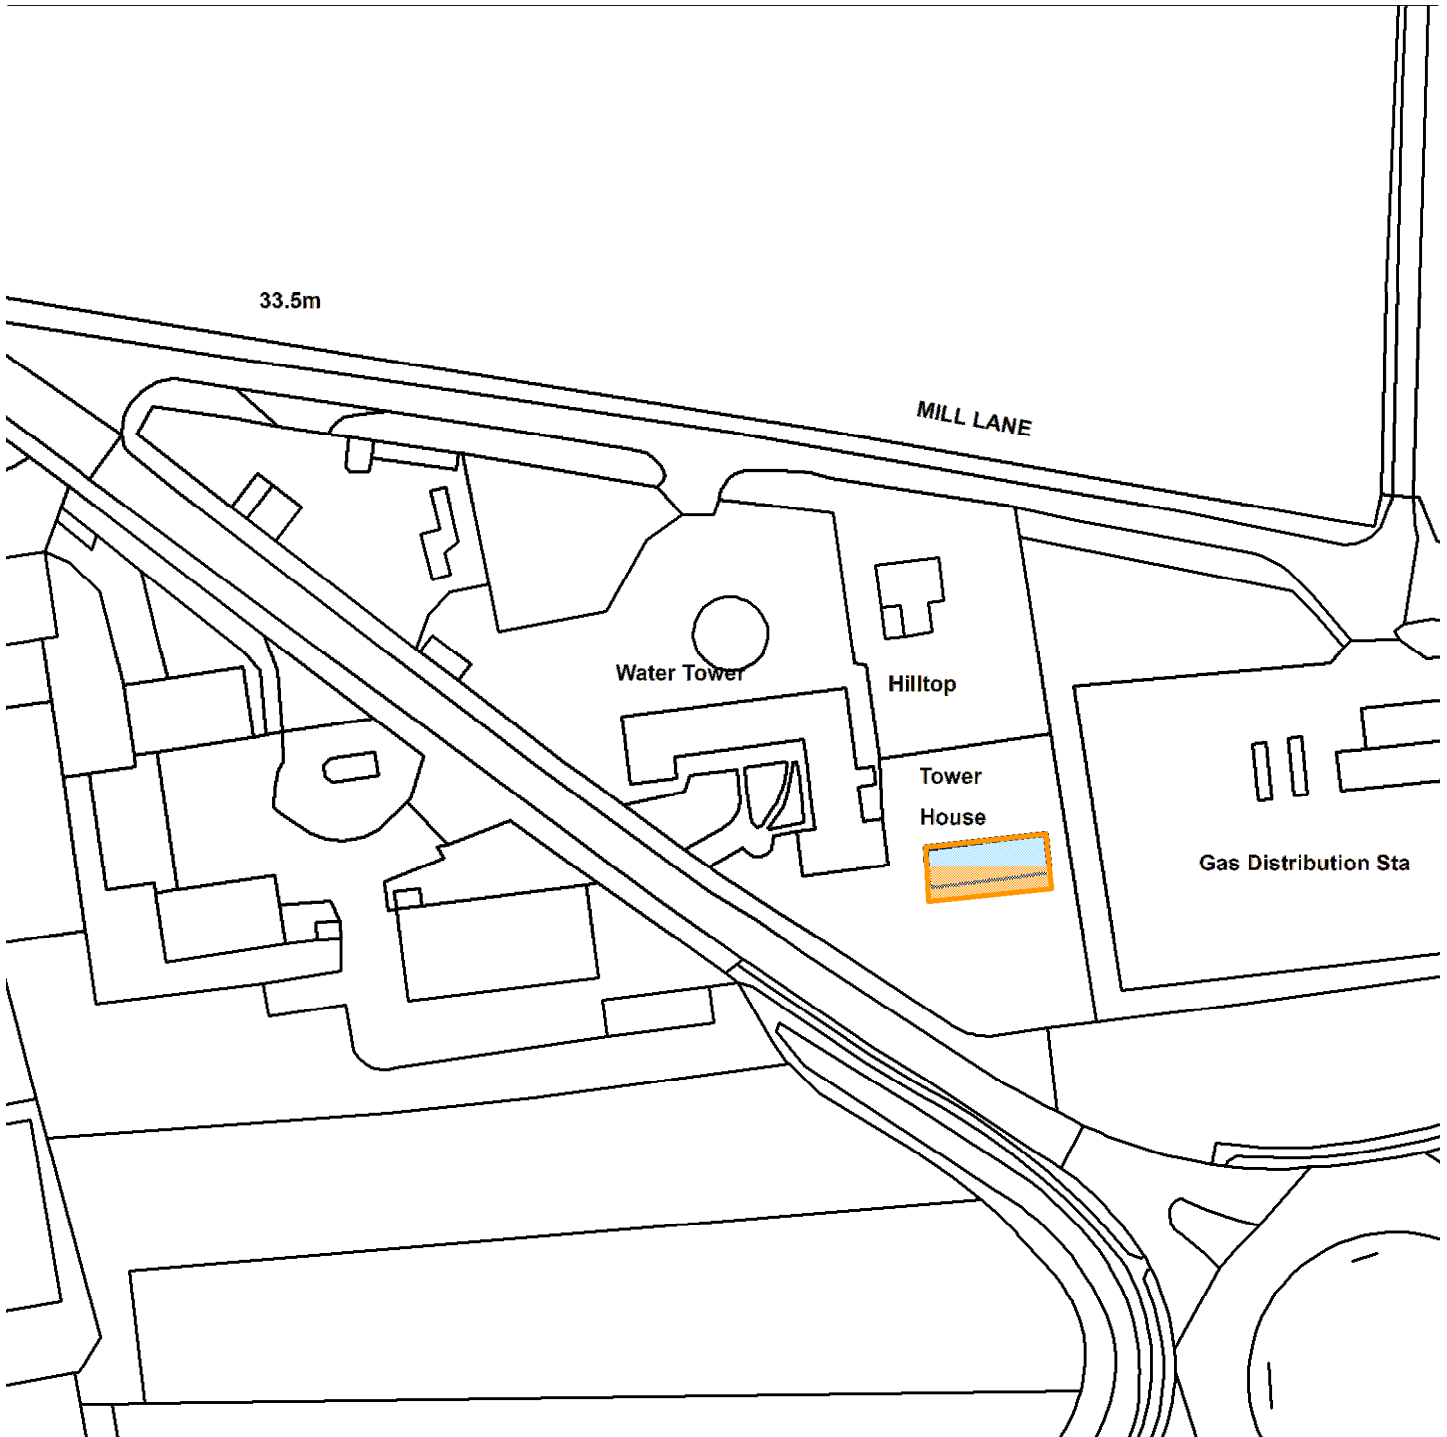 33.5m
MILL LANE
Water Tower
Hilltop
Tower
House
Gas Distribution Sta